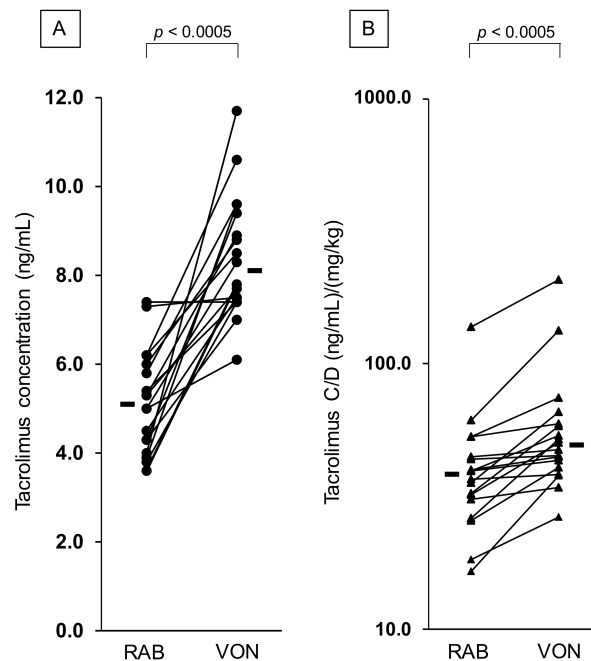 A
p < 0.0005
Tacrolimus concentration (ng/mL)
12.0
10.0
8.0
6.0
4.0
2.0
0.0
RAB VON
B
p < 0.0005
Tacrolimus C/D (ng/mL)/(mg/kg)
1000.0
100.0
10.0
RAB VON